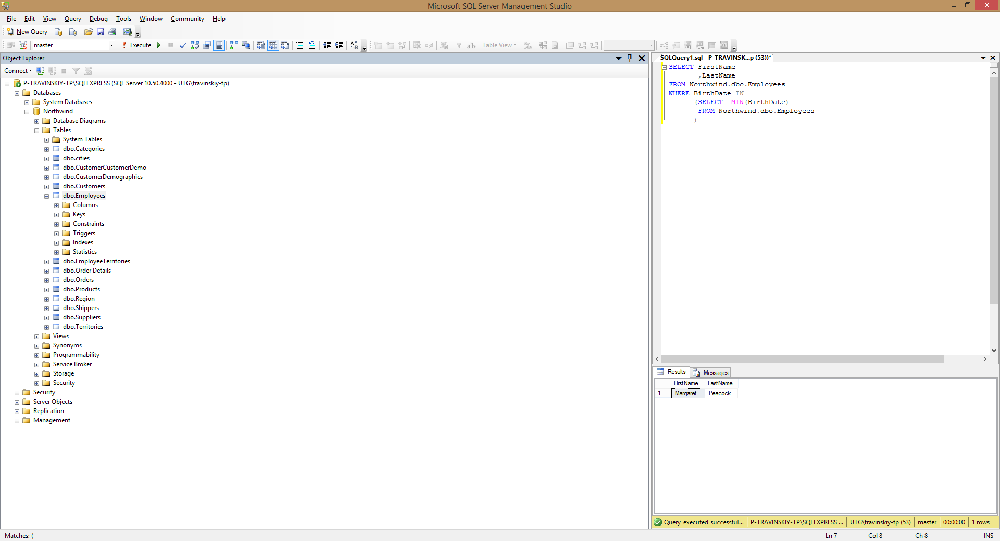 Microsoft SQL Server Management Studio
File Edit View Query Debug Tools Window Community Help
New Query
master Execute Table View
Object Explorer
Connect
P-TRAVINSKIY-TP\SQLEXPRESS (SQL Server 10.50.4000 - UTG\travinskiy-tp)
Databases
System Databases
Northwind
Database Diagrams
Tables
System Tables
dbo.Categories
dbo.cities
dbo.CustomerCustomerDemo
dbo.CustomerDemographics
dbo.Customers
dbo.Employees
Columns
Keys
Constraints
Triggers
Indexes
Statistics
dbo.EmployeeTerritories
dbo.Order Details
dbo.Orders
dbo.Products
dbo.Region
dbo.Shippers
dbo.Suppliers
dbo.Territories
Views
Synonyms
Programmability
Service Broker
Storage
Security
Security
Server Objects
Replication
Management
SQLQuery1.sql - P-TRAVINSK...p (53))*
SELECT FirstName
,LastName
FROM Northwind.dbo.Employees
WHERE BirthDate IN
(SELECT MIN(BirthDate)
FROM Northwind.dbo.Employees
)
Results Messages
FirstName LastName
1 Margaret Peacock
Query executed successful... P-TRAVINSKIY-TP\SQLEXPRESS ... UTG\travinskiy-tp (53) master 00:00:00 1 rows
Matches: ( Ln 7 Col 8 Ch 8 INS